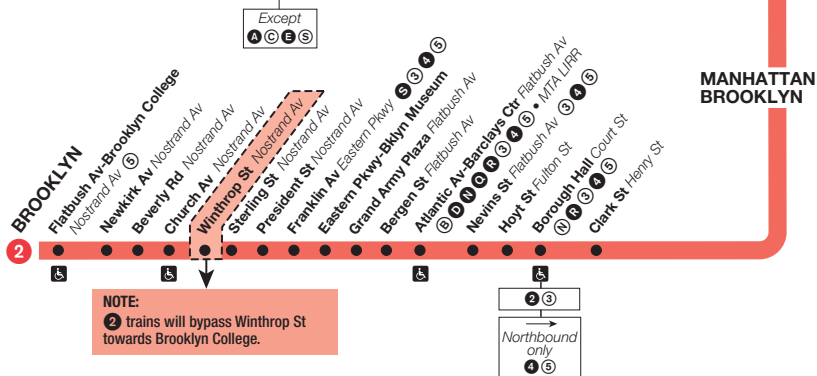 Except
A C E S
MANHATTAN
BROOKLYN
BROOKLYN
2
Flatbush Av-Brooklyn College
Nostrand Av 5
Newkirk Av Nostrand Av
Beverly Rd Nostrand Av
Church Av Nostrand Av
Winthrop St Nostrand Av
Sterling St Nostrand Av
President St Nostrand Av
Franklin Av Eastern Pkwy S 3 4 5
Eastern Pkwy-Bklyn Museum
Grand Army Plaza Flatbush Av
Bergen St Flatbush Av
Atlantic Av-Barclays Ctr Flatbush Av
B D N Q R 3 4 5 • MTA LIRR
Nevins St Flatbush Av 3 4 5
Hoyt St Fulton St
Borough Hall Court St
N R 3 4 5
Clark St Henry St
NOTE:
2 trains will bypass Winthrop St
towards Brooklyn College.
2 3
Northbound
only
4 5